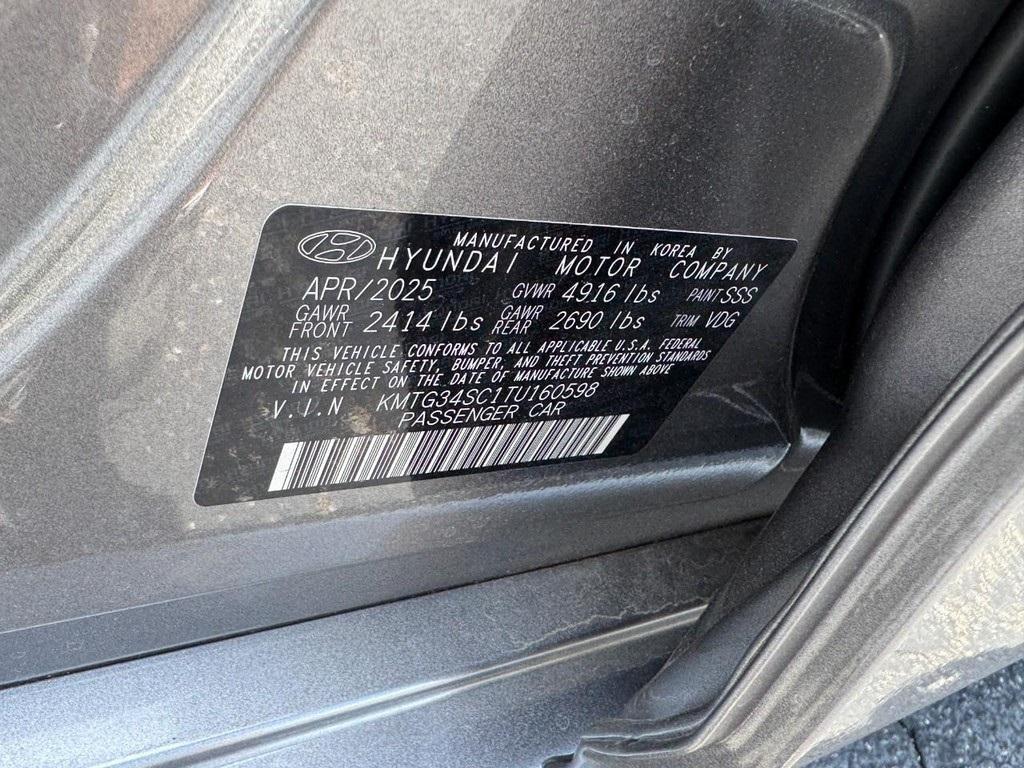 MANUFACTURED IN KOREA BY
HYUNDAI MOTOR COMPANY
APR/2025 GVWR 4916 lbs PAINT SSS
GAWR FRONT 2414 lbs GAWR REAR 2690 lbs TRIM VDG
THIS VEHICLE CONFORMS TO ALL APPLICABLE U.S.A. FEDERAL
MOTOR VEHICLE SAFETY, BUMPER, AND THEFT PREVENTION STANDARDS
IN EFFECT ON THE DATE OF MANUFACTURE SHOWN ABOVE
V.I.N KMTG34SC1TU160598
PASSENGER CAR